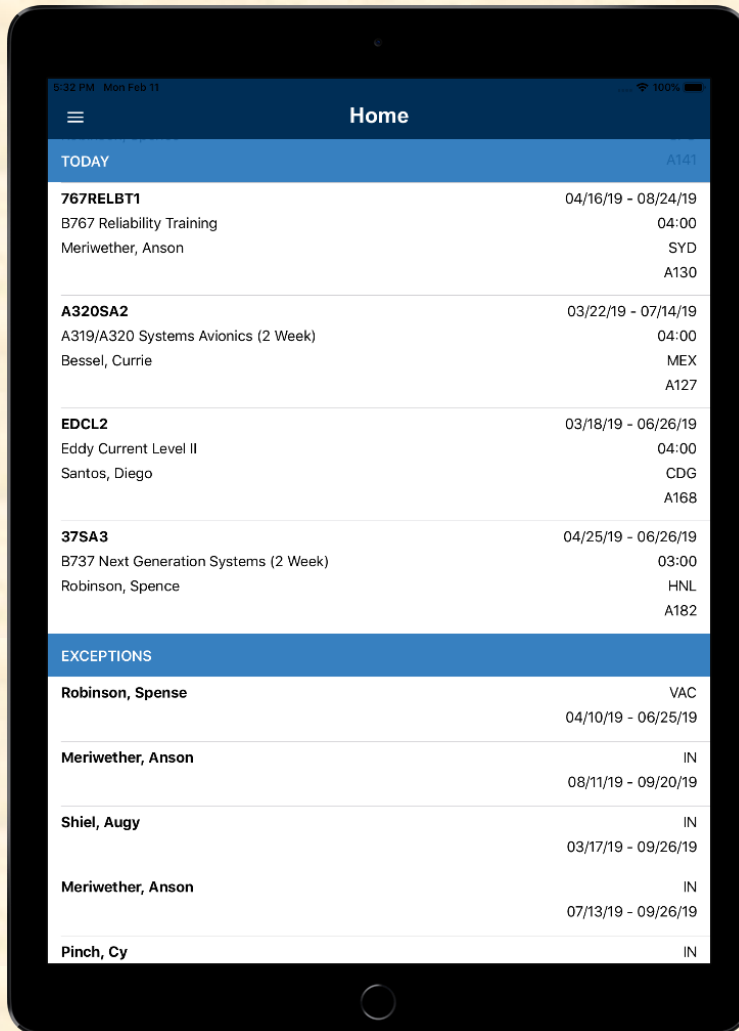 5:32 PM Mon Feb 11 100%
Home
TODAY A141
767RELBT1 04/16/19 - 08/24/19
B767 Reliability Training 04:00
Meriwether, Anson SYD
A130
A320SA2 03/22/19 - 07/14/19
A319/A320 Systems Avionics (2 Week) 04:00
Bessel, Currie MEX
A127
EDCL2 03/18/19 - 06/26/19
Eddy Current Level II 04:00
Santos, Diego CDG
A168
37SA3 04/25/19 - 06/26/19
B737 Next Generation Systems (2 Week) 03:00
Robinson, Spence HNL
A182
EXCEPTIONS
Robinson, Spense VAC
04/10/19 - 06/25/19
Meriwether, Anson IN
08/11/19 - 09/20/19
Shiel, Augy IN
03/17/19 - 09/26/19
Meriwether, Anson IN
07/13/19 - 09/26/19
Pinch, Cy IN